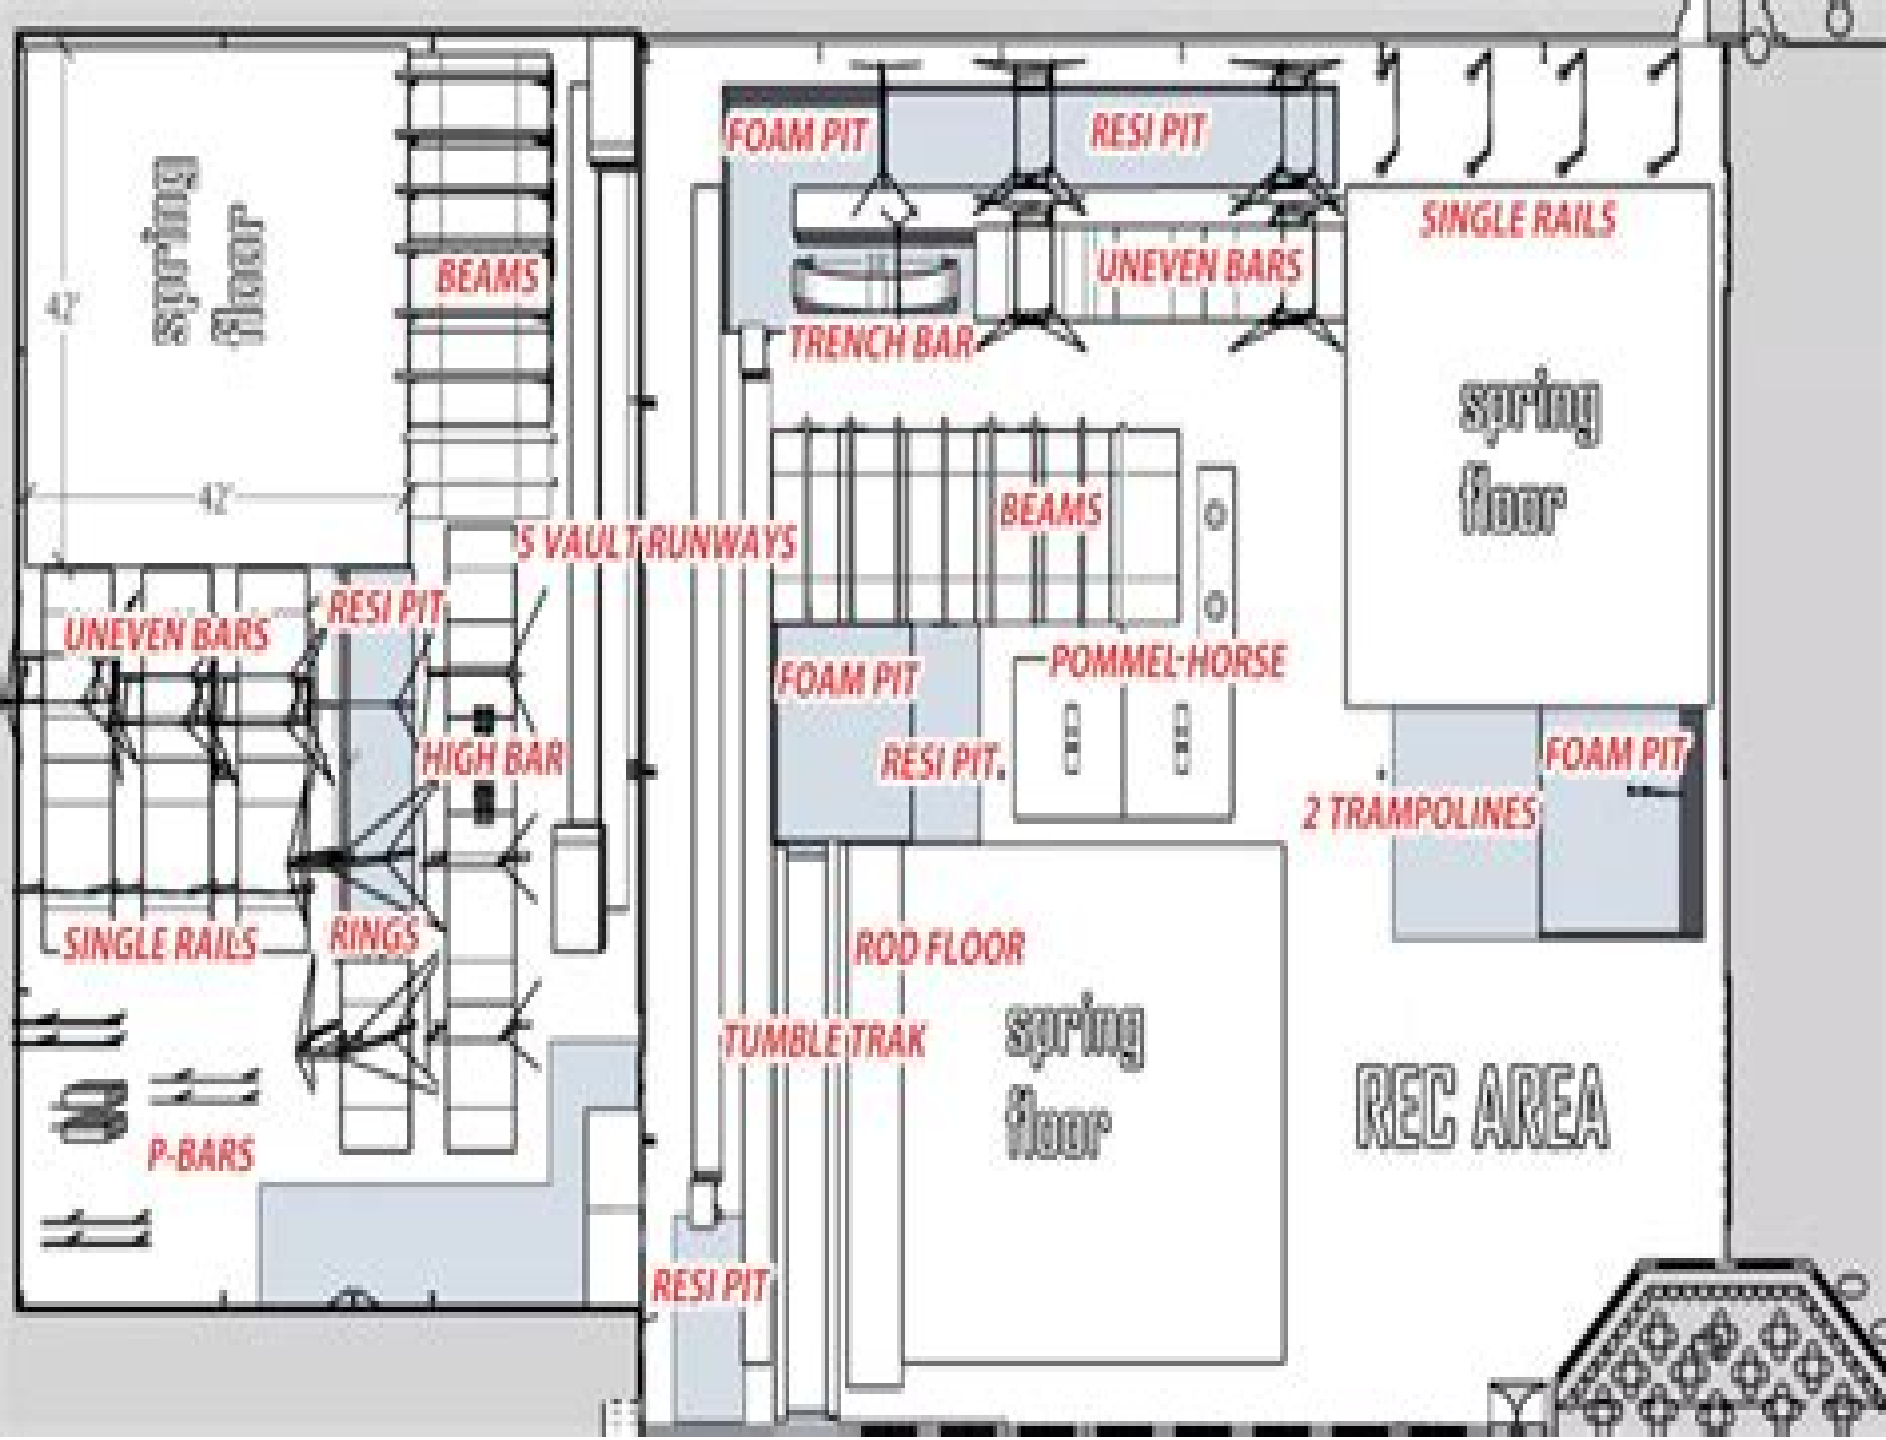 FOAM PIT
RESI PIT
SINGLE RAILS
spring
floor
BEAMS
UNEVEN BARS
42'
TRENCH BAR
spring
floor
42'
BEAMS
5 VAULT RUNWAYS
RESI PIT
UNEVEN BARS
POMMEL HORSE
FOAM PIT
HIGH BAR
RESI PIT
FOAM PIT
2 TRAMPOLINES
SINGLE RAILS
RINGS
ROD FLOOR
TUMBLE TRAK
spring
floor
REC AREA
P-BARS
RESI PIT